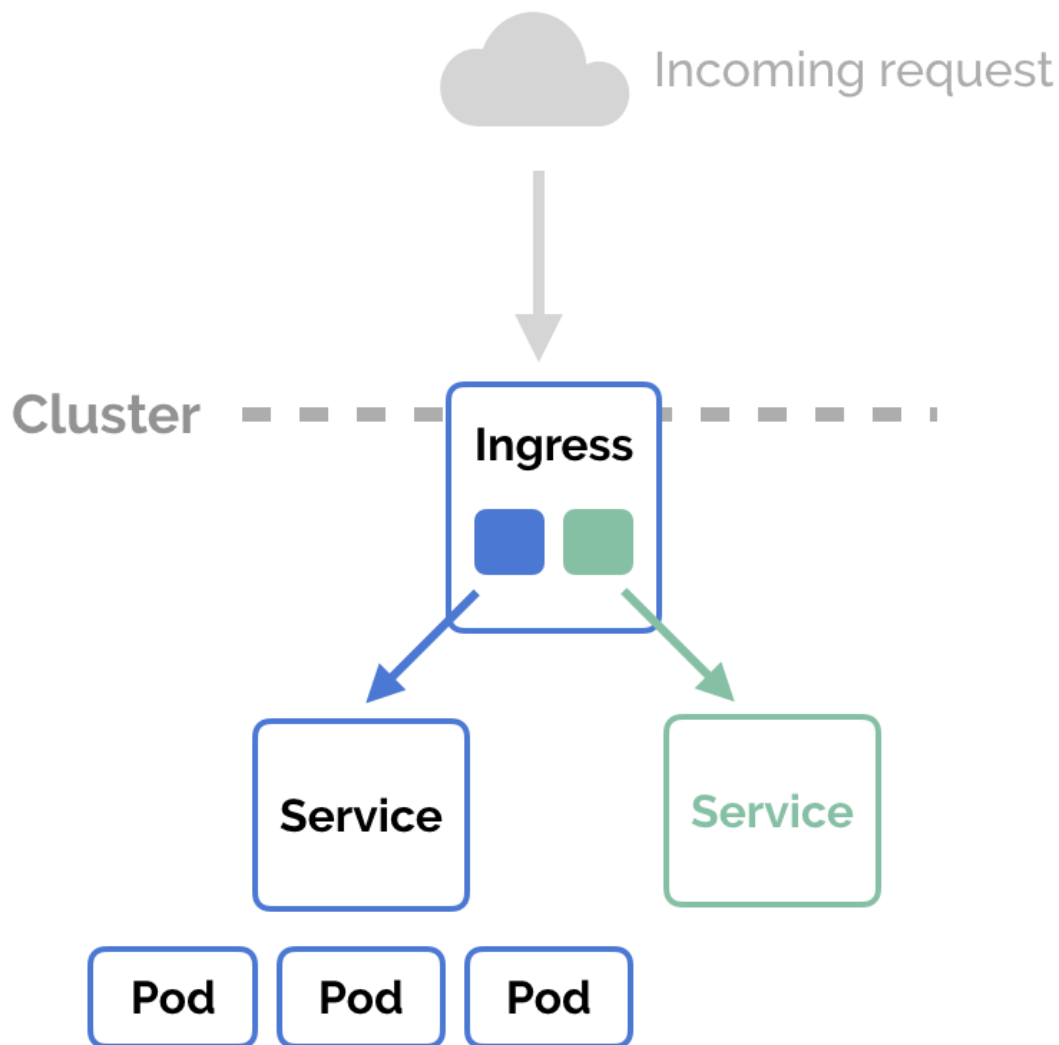 Incoming request
Cluster
Ingress
Service
Service
Pod
Pod
Pod